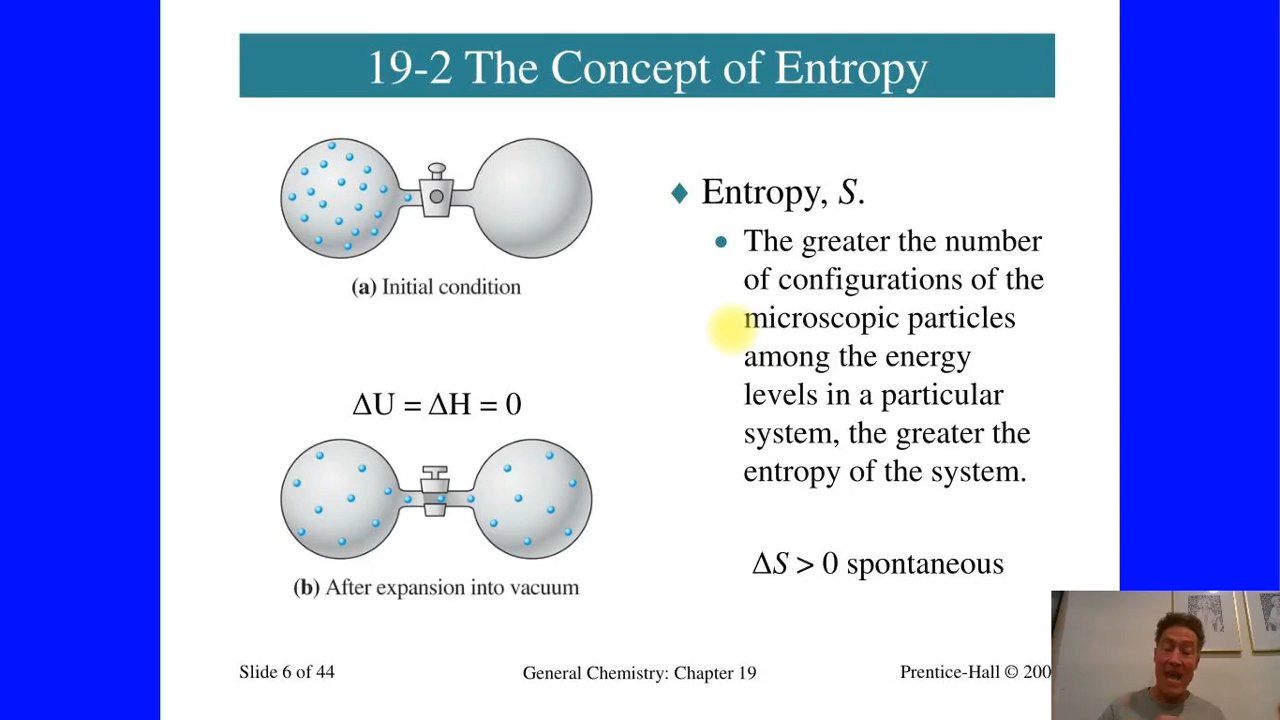 19-2 The Concept of Entropy
(a) Initial condition
ΔU = ΔH = 0
(b) After expansion into vacuum
♦ Entropy, S.
• The greater the number
of configurations of the
microscopic particles
among the energy
levels in a particular
system, the greater the
entropy of the system.
ΔS > 0 spontaneous
Slide 6 of 44
General Chemistry: Chapter 19
Prentice-Hall © 200